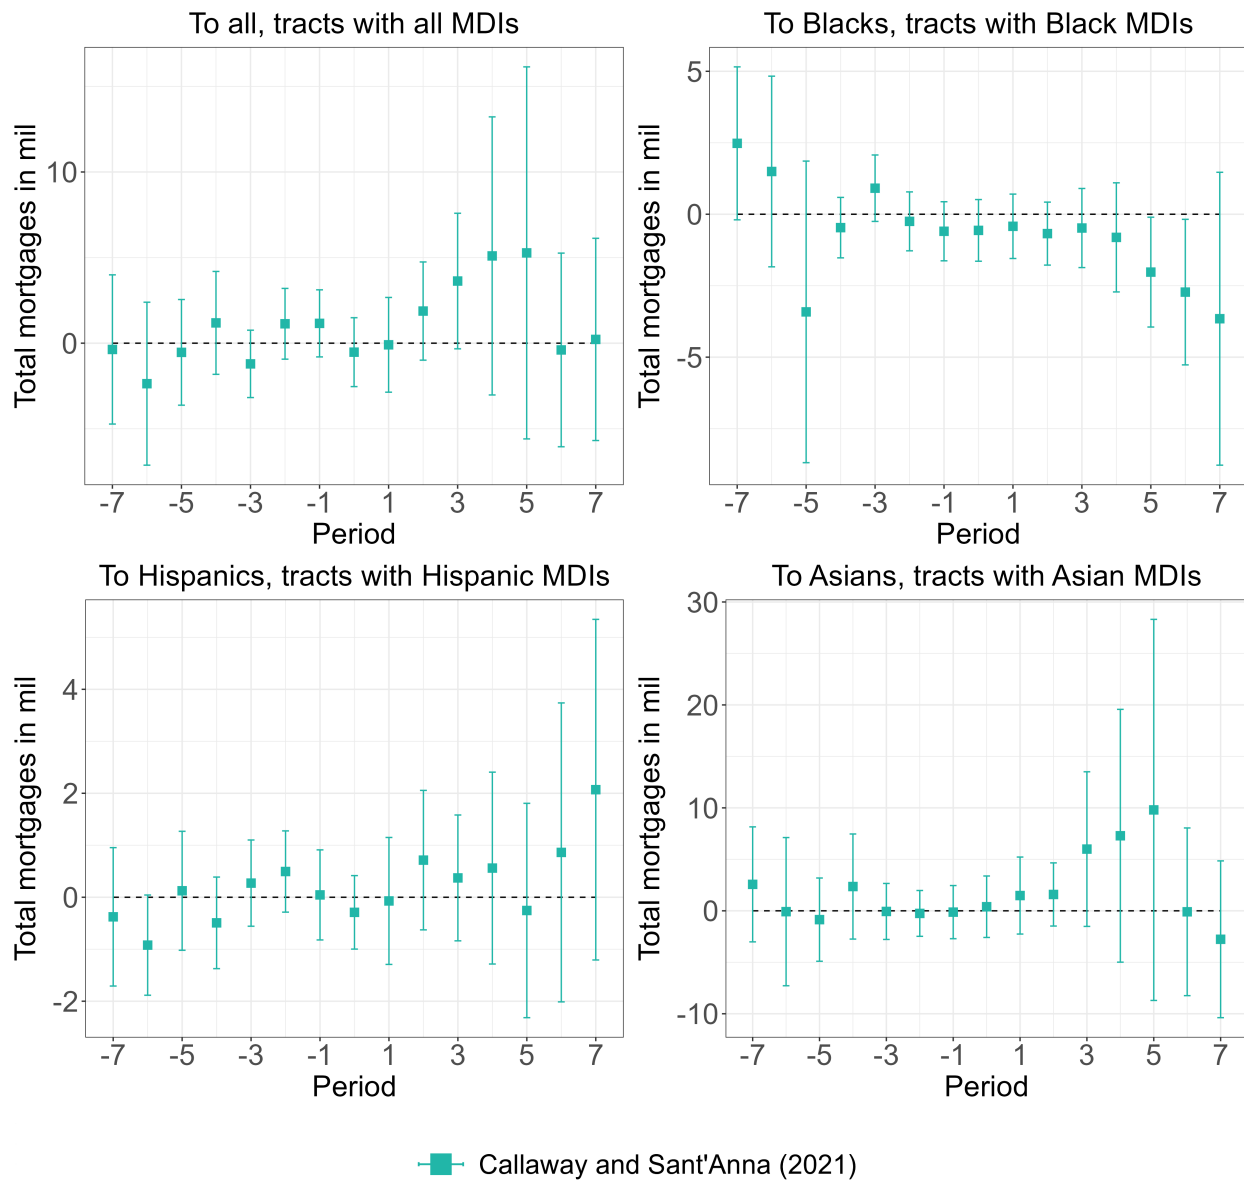 To all, tracts with all MDIs
Total mortgages in mil
10
0
-7 -5 -3 -1 1 3 5 7
Period
To Blacks, tracts with Black MDIs
Total mortgages in mil
5
0
-5
-7 -5 -3 -1 1 3 5 7
Period
To Hispanics, tracts with Hispanic MDIs
Total mortgages in mil
4
2
0
-2
-7 -5 -3 -1 1 3 5 7
Period
To Asians, tracts with Asian MDIs
Total mortgages in mil
30
20
10
0
-10
-7 -5 -3 -1 1 3 5 7
Period
Callaway and Sant'Anna (2021)